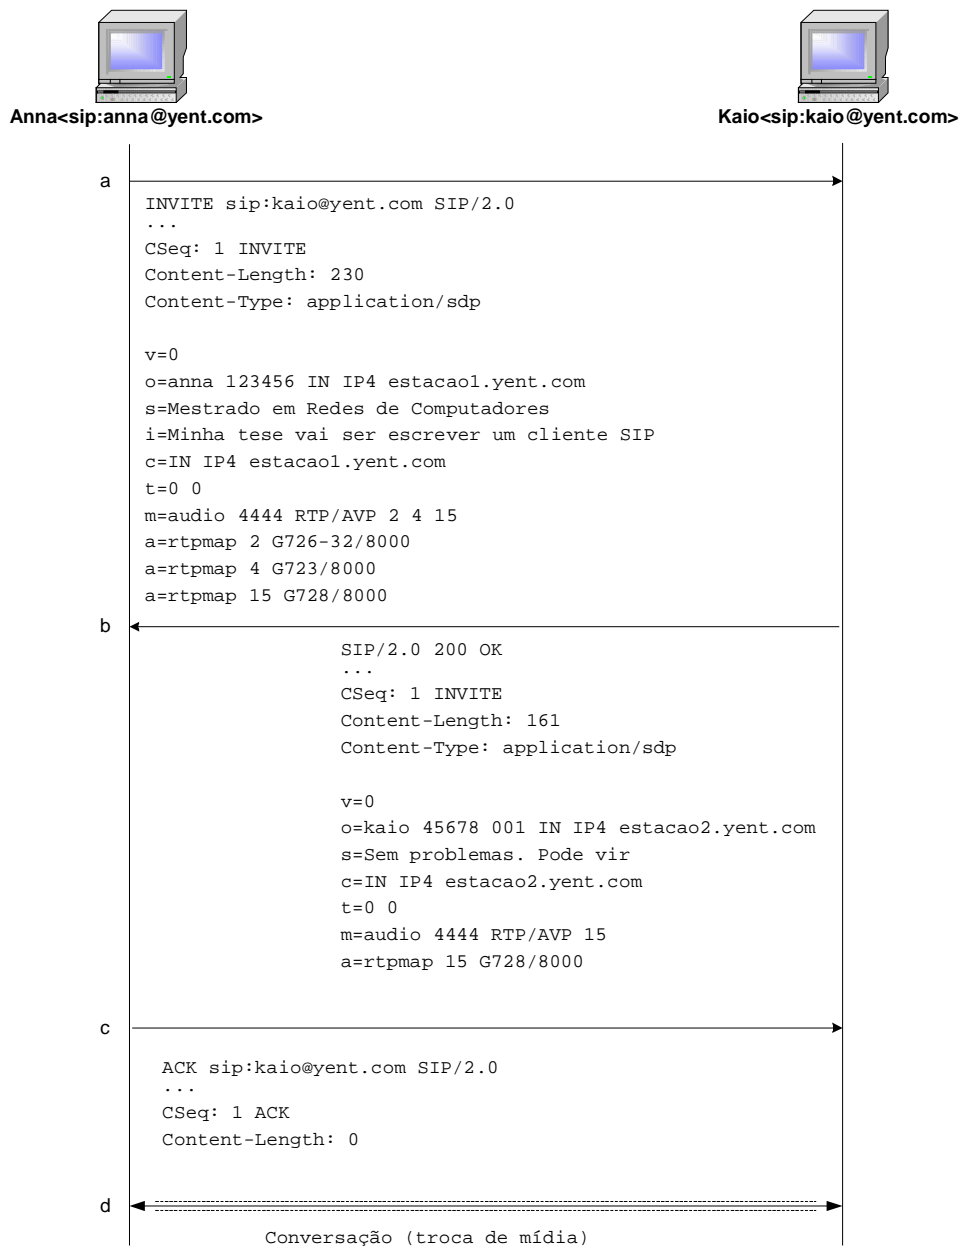 Anna<sip:anna@yent.com>
Kaio<sip:kaio@yent.com>
a
INVITE sip:kaio@yent.com SIP/2.0
...
CSeq: 1 INVITE
Content-Length: 230
Content-Type: application/sdp
v=0
o=anna 123456 IN IP4 estacao1.yent.com
s=Mestrado em Redes de Computadores
i=Minha tese vai ser escrever um cliente SIP
c=IN IP4 estacao1.yent.com
t=0 0
m=audio 4444 RTP/AVP 2 4 15
a=rtpmap 2 G726-32/8000
a=rtpmap 4 G723/8000
a=rtpmap 15 G728/8000
b
SIP/2.0 200 OK
...
CSeq: 1 INVITE
Content-Length: 161
Content-Type: application/sdp
v=0
o=kaio 45678 001 IN IP4 estacao2.yent.com
s=Sem problemas. Pode vir
c=IN IP4 estacao2.yent.com
t=0 0
m=audio 4444 RTP/AVP 15
a=rtpmap 15 G728/8000
c
ACK sip:kaio@yent.com SIP/2.0
...
CSeq: 1 ACK
Content-Length: 0
d
Conversação (troca de mídia)